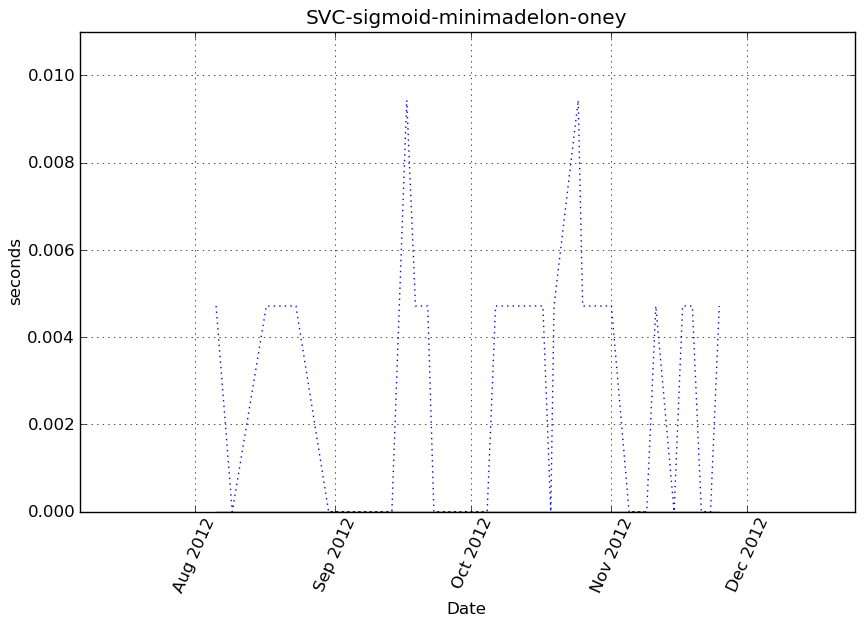 SVC-sigmoid-minimadelon-oney
0.010
0.008
0.006
0.004
0.002
0.000
seconds
Aug 2012
Sep 2012
Oct 2012
Nov 2012
Dec 2012
Date